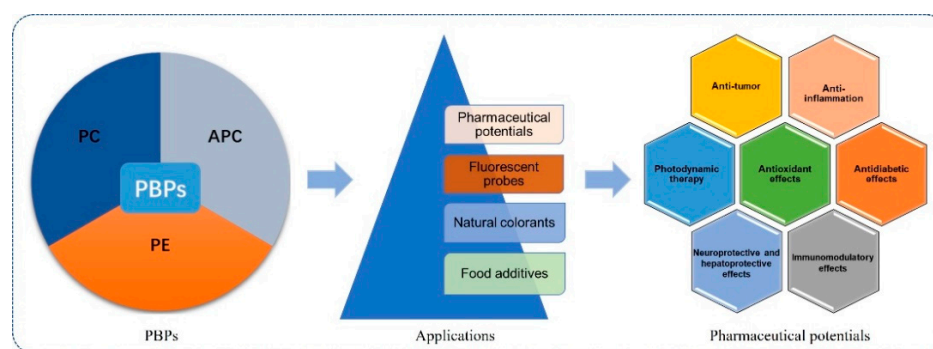 PC
APC
PBPs
PE
PBPs
Pharmaceutical
potentials
Fluorescent
probes
Natural colorants
Food additives
Applications
Anti-tumor
Anti-
inflammation
Photodynamic
therapy
Antioxidant
effects
Antidiabetic
effects
Neuroprotective and
hepatoprotective
effects
Immunomodulatory
effects
Pharmaceutical potentials